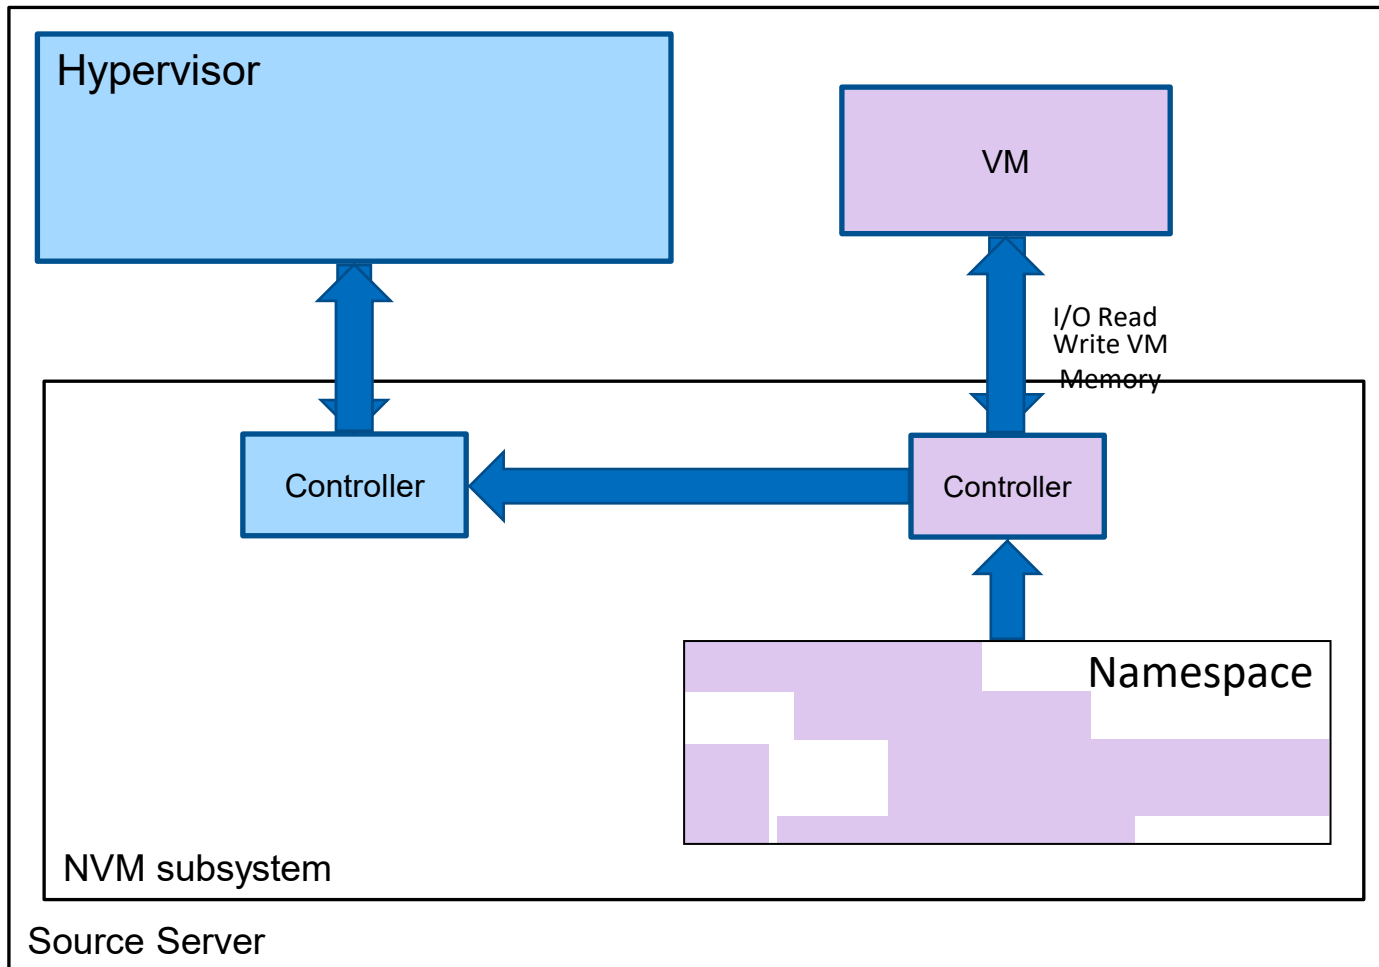 Hypervisor
VM
I/O Read
Write VM
Memory
Controller
Controller
Namespace
NVM subsystem
Source Server